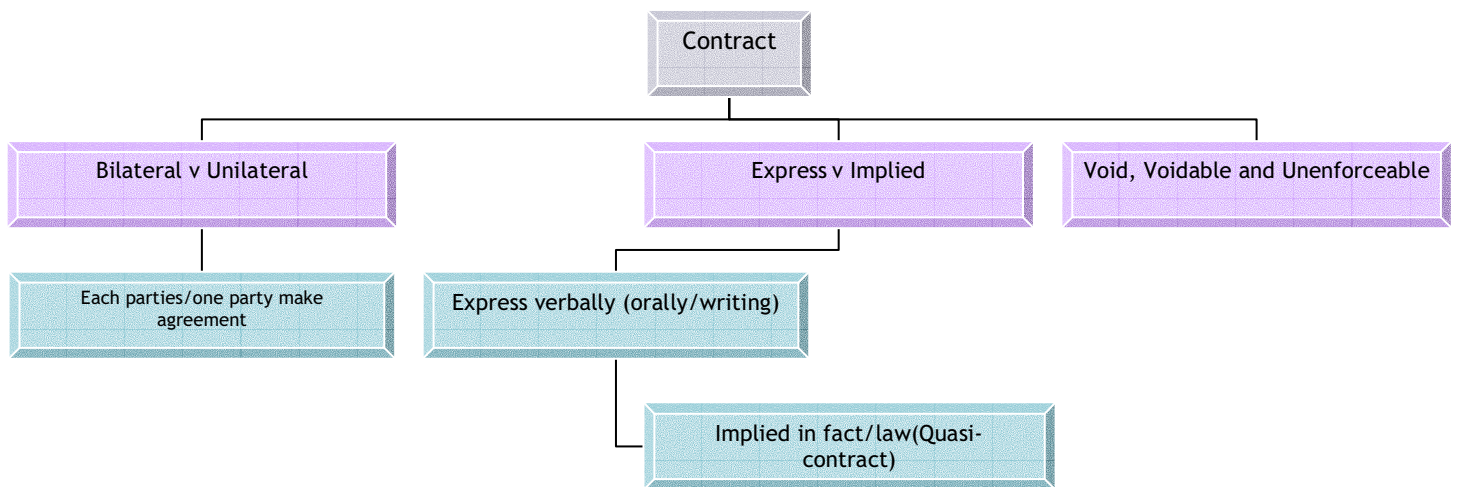 Contract
Bilateral v Unilateral
Express v Implied
Void, Voidable and Unenforceable
Each parties/one party make
agreement
Express verbally (orally/writing)
Implied in fact/law(Quasi-
contract)